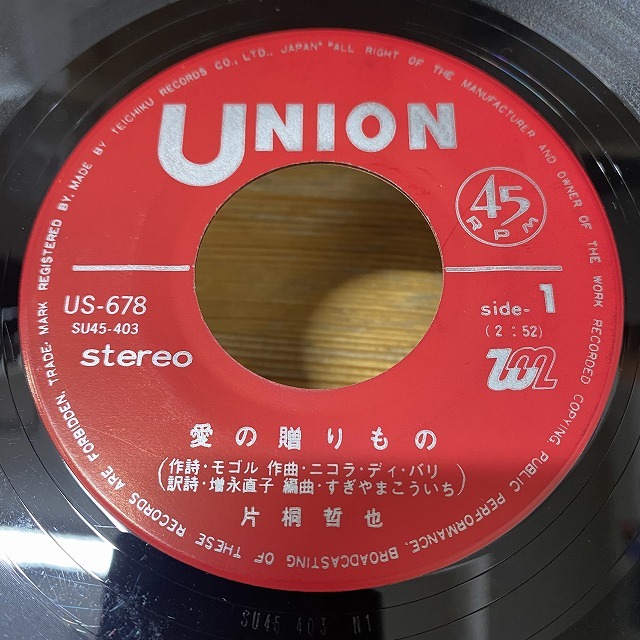 TRADE-MARK REGISTERED BY, MADE BY TEICHIKU RECORDS CO., LTD., JAPAN" "ALL RIGHT OF THE MANUFACTURER AND OWNER OF THE WORK RECORDED COPYING, PUBLIC PERFORMANCE, BROADCASTING OF THESE RECORDS ARE FORBIDDEN
UNION
45
RPM
US-678
SU45-403
stereo
side-1
(2:52)
愛の贈りもの
(作詩・モゴル 作曲・ニコラ・ディ・バリ
訳詩・増永直子 編曲・すぎやまこういち)
片桐哲也
SU45 403 N1